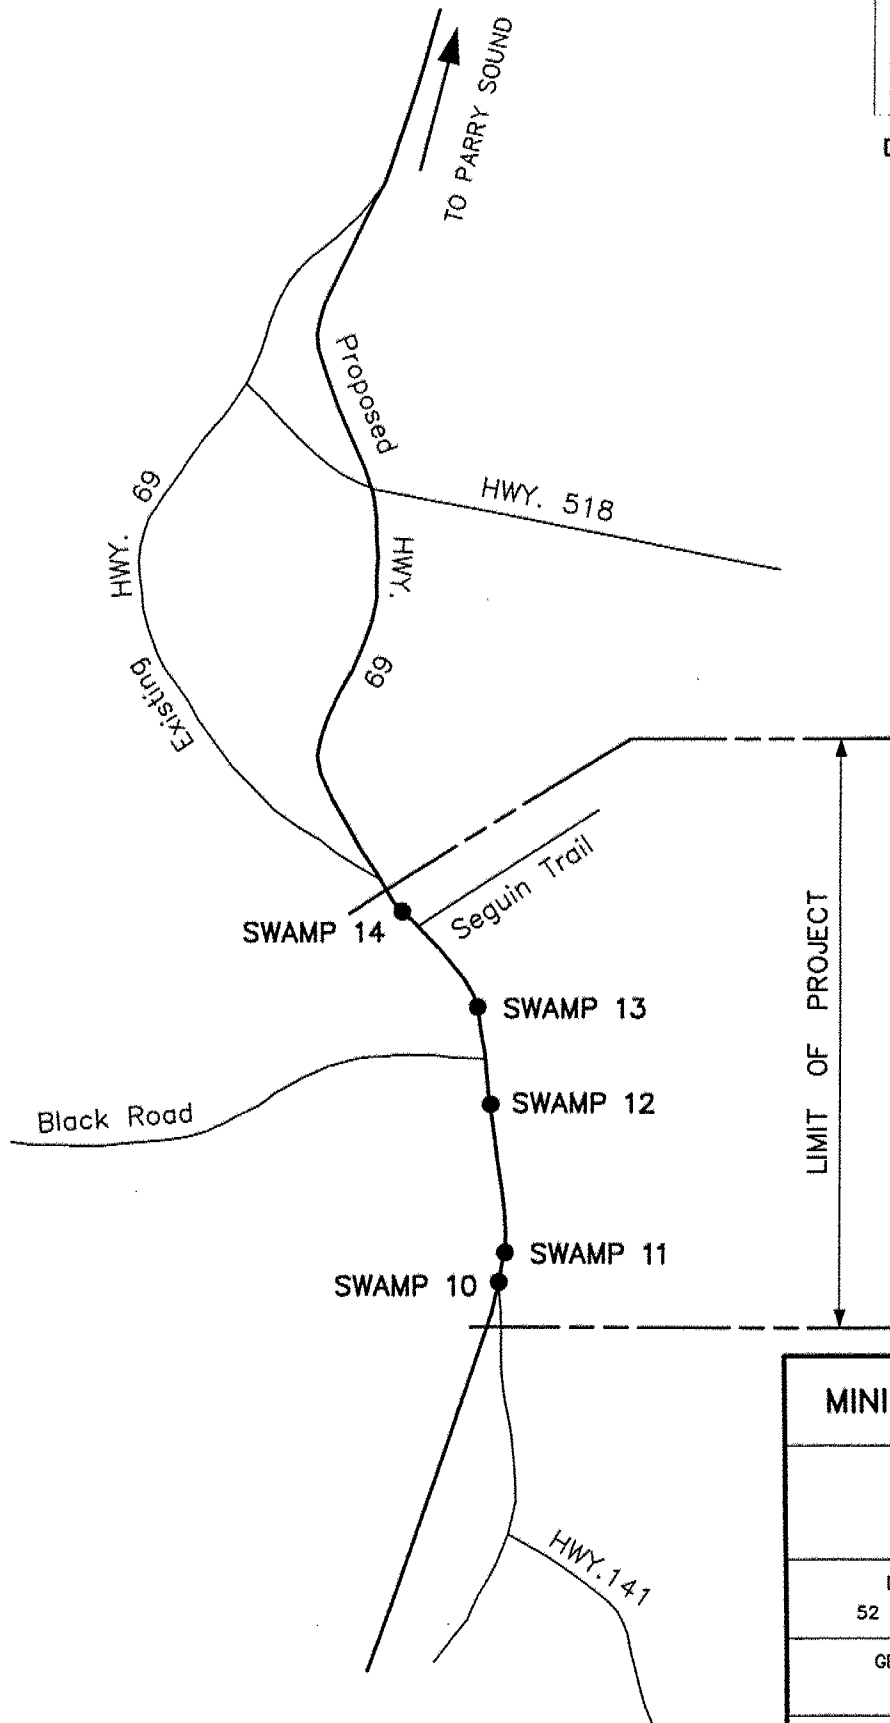 TO PARRY SOUND
Proposed
HWY. 518
69
HWY.
HWY.
69
Existing
Seguin Trail
SWAMP 14
LIMIT OF PROJECT
SWAMP 13
SWAMP 12
Black Road
SWAMP 11
SWAMP 10
MINI
HWY.141
52